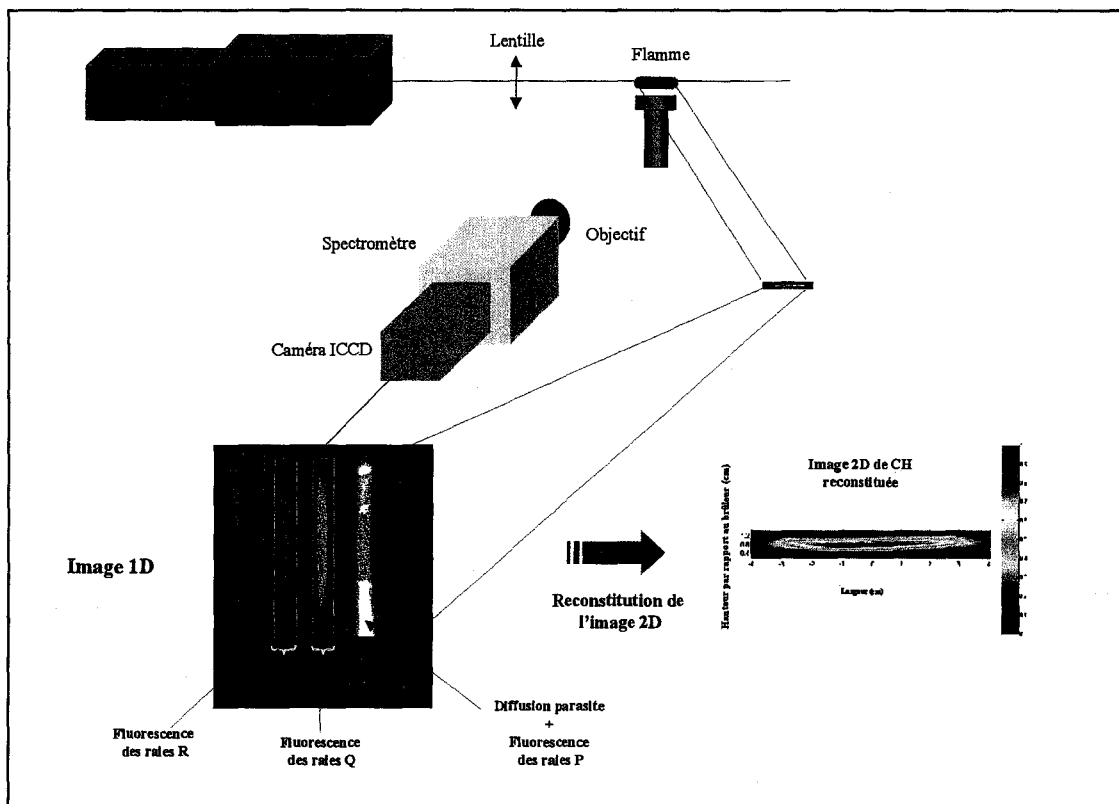 Lentille
Flamme
Spectromètre
Objectif
Caméra ICCD
Image 1D
Image 2D de CH
reconstituée
Hauteur par rapport au brûleur (cm)
Largeur (cm)
Reconstitution de
l'image 2D
Fluorescence
des raies R
Fluorescence
des raies Q
Diffusion parasite
+
Fluorescence
des raies P